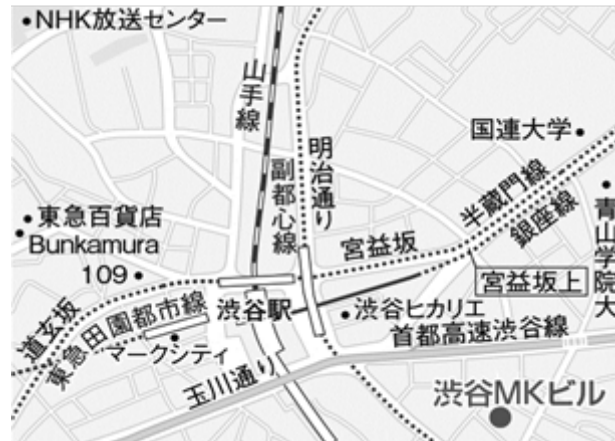 NHK放送センター
山手線
副都心線
明治通り
国連大学
半蔵門線
銀座線
青山学院大
東急百貨店
Bunkamura
109
宮益坂
宮益坂上
渋谷駅
渋谷ヒカリエ
道玄坂
東急田園都市線
マークシティ
首都高速渋谷線
玉川通り
渋谷MKビル